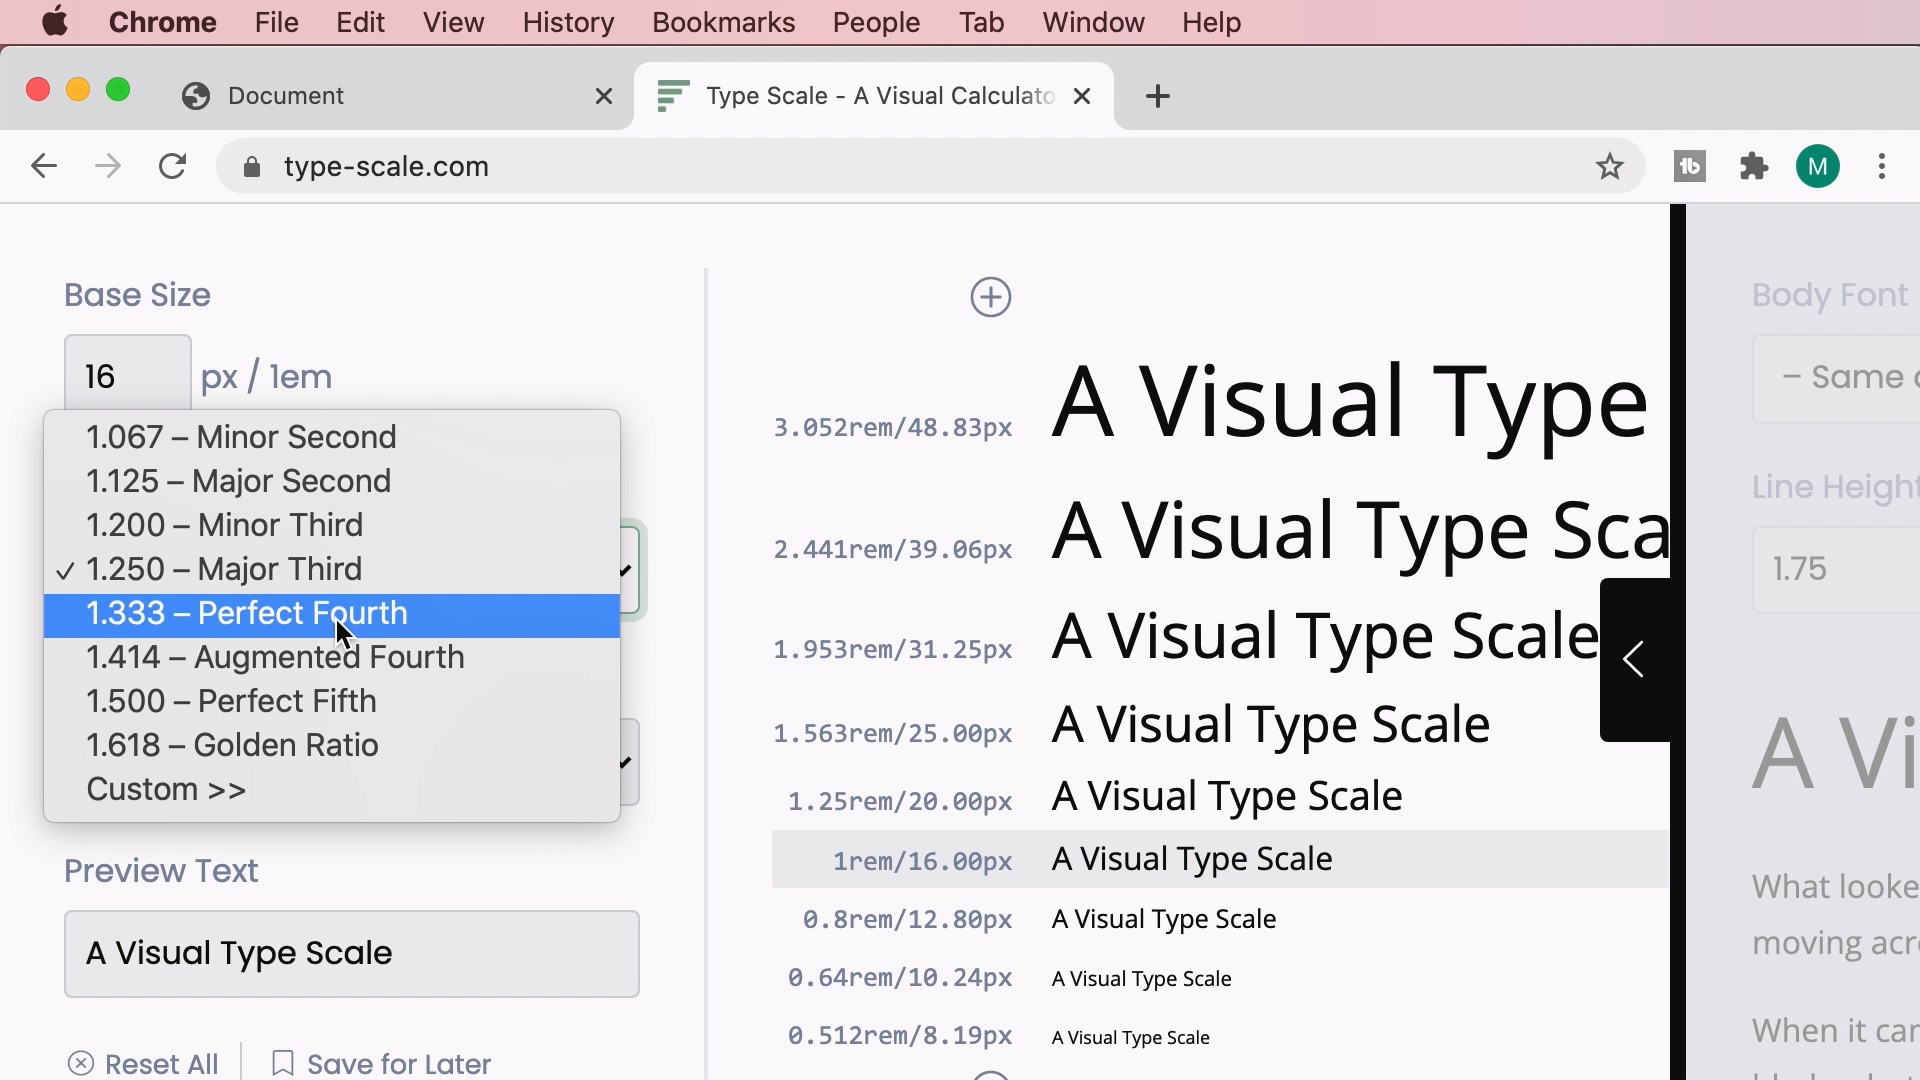 Chrome File Edit View History Bookmarks People Tab Window Help
Document
Type Scale - A Visual Calculato
type-scale.com
M
Base Size
16 px / 1em
1.067 – Minor Second
1.125 – Major Second
1.200 – Minor Third
✓ 1.250 – Major Third
1.333 – Perfect Fourth
1.414 – Augmented Fourth
1.500 – Perfect Fifth
1.618 – Golden Ratio
Custom >>
Preview Text
A Visual Type Scale
Reset All
Save for Later
3.052rem/48.83px A Visual Type
2.441rem/39.06px A Visual Type Sca
1.953rem/31.25px A Visual Type Scale
1.563rem/25.00px A Visual Type Scale
1.25rem/20.00px A Visual Type Scale
1rem/16.00px A Visual Type Scale
0.8rem/12.80px A Visual Type Scale
0.64rem/10.24px A Visual Type Scale
0.512rem/8.19px A Visual Type Scale
Body Font
– Same
Line Height
1.75
A Vi
What looke
moving acr
When it